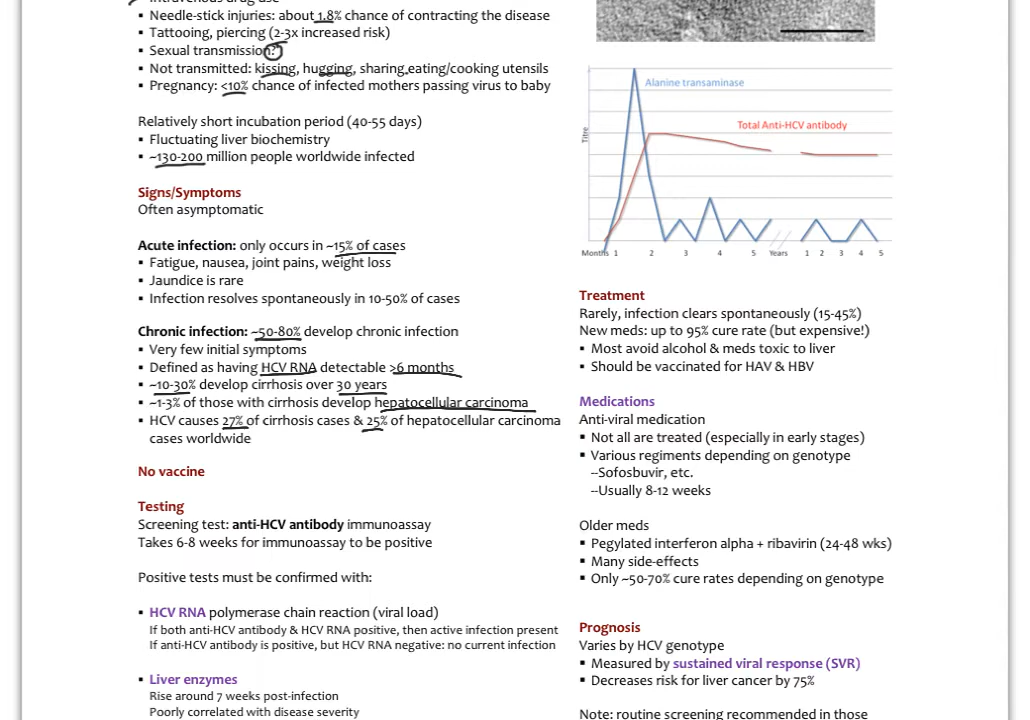 Intravenous drug use
▪ Needle-stick injuries: about 1.8% chance of contracting the disease
▪ Tattooing, piercing (2-3x increased risk)
▪ Sexual transmission?
▪ Not transmitted: kissing, hugging, sharing eating/cooking utensils
▪ Pregnancy: <10% chance of infected mothers passing virus to baby
Relatively short incubation period (40-55 days)
▪ Fluctuating liver biochemistry
▪ ~130-200 million people worldwide infected
Signs/Symptoms
Often asymptomatic
Acute infection: only occurs in ~15% of cases
▪ Fatigue, nausea, joint pains, weight loss
▪ Jaundice is rare
▪ Infection resolves spontaneously in 10-50% of cases
Chronic infection: ~50-80% develop chronic infection
▪ Very few initial symptoms
▪ Defined as having HCV RNA detectable >6 months
▪ ~10-30% develop cirrhosis over 30 years
▪ ~1-3% of those with cirrhosis develop hepatocellular carcinoma
▪ HCV causes 27% of cirrhosis cases & 25% of hepatocellular carcinoma
cases worldwide
No vaccine
Testing
Screening test: anti-HCV antibody immunoassay
Takes 6-8 weeks for immunoassay to be positive
Positive tests must be confirmed with:
▪ HCV RNA polymerase chain reaction (viral load)
If both anti-HCV antibody & HCV RNA positive, then active infection present
If anti-HCV antibody is positive, but HCV RNA negative: no current infection
▪ Liver enzymes
Rise around 7 weeks post-infection
Poorly correlated with disease severity
Alanine transaminase
Total Anti-HCV antibody
Titre
Months 1 2 3 4 5 Years 1 2 3 4 5
Treatment
Rarely, infection clears spontaneously (15-45%)
New meds: up to 95% cure rate (but expensive!)
▪ Most avoid alcohol & meds toxic to liver
▪ Should be vaccinated for HAV & HBV
Medications
Anti-viral medication
▪ Not all are treated (especially in early stages)
▪ Various regiments depending on genotype
--Sofosbuvir, etc.
--Usually 8-12 weeks
Older meds
▪ Pegylated interferon alpha + ribavirin (24-48 wks)
▪ Many side-effects
▪ Only ~50-70% cure rates depending on genotype
Prognosis
Varies by HCV genotype
▪ Measured by sustained viral response (SVR)
▪ Decreases risk for liver cancer by 75%
Note: routine screening recommended in those